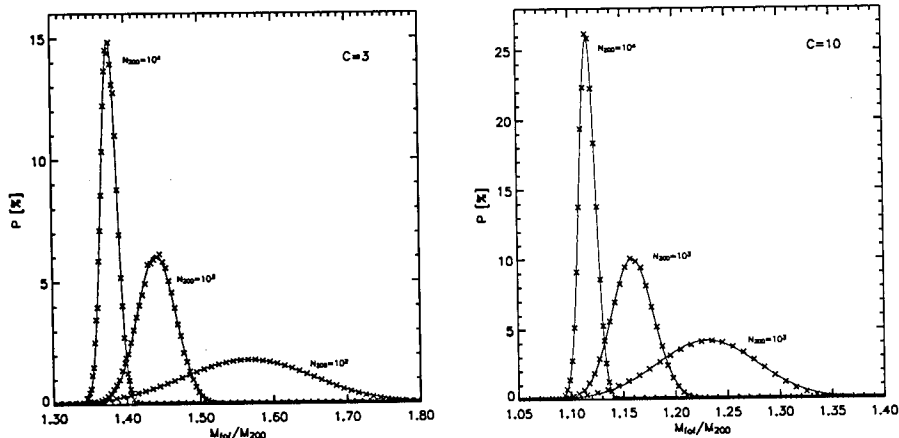 C=3
N₂₀₀=10⁴
N₂₀₀=10³
N₂₀₀=10²
P [%]
15
10
5
0
1.30
1.40
1.50
1.60
1.70
1.80
M_fof/M₂₀₀
C=10
N₂₀₀=10⁴
N₂₀₀=10³
N₂₀₀=10²
P [%]
25
20
15
10
5
0
1.05
1.10
1.15
1.20
1.25
1.30
1.35
1.40
M_fof/M₂₀₀